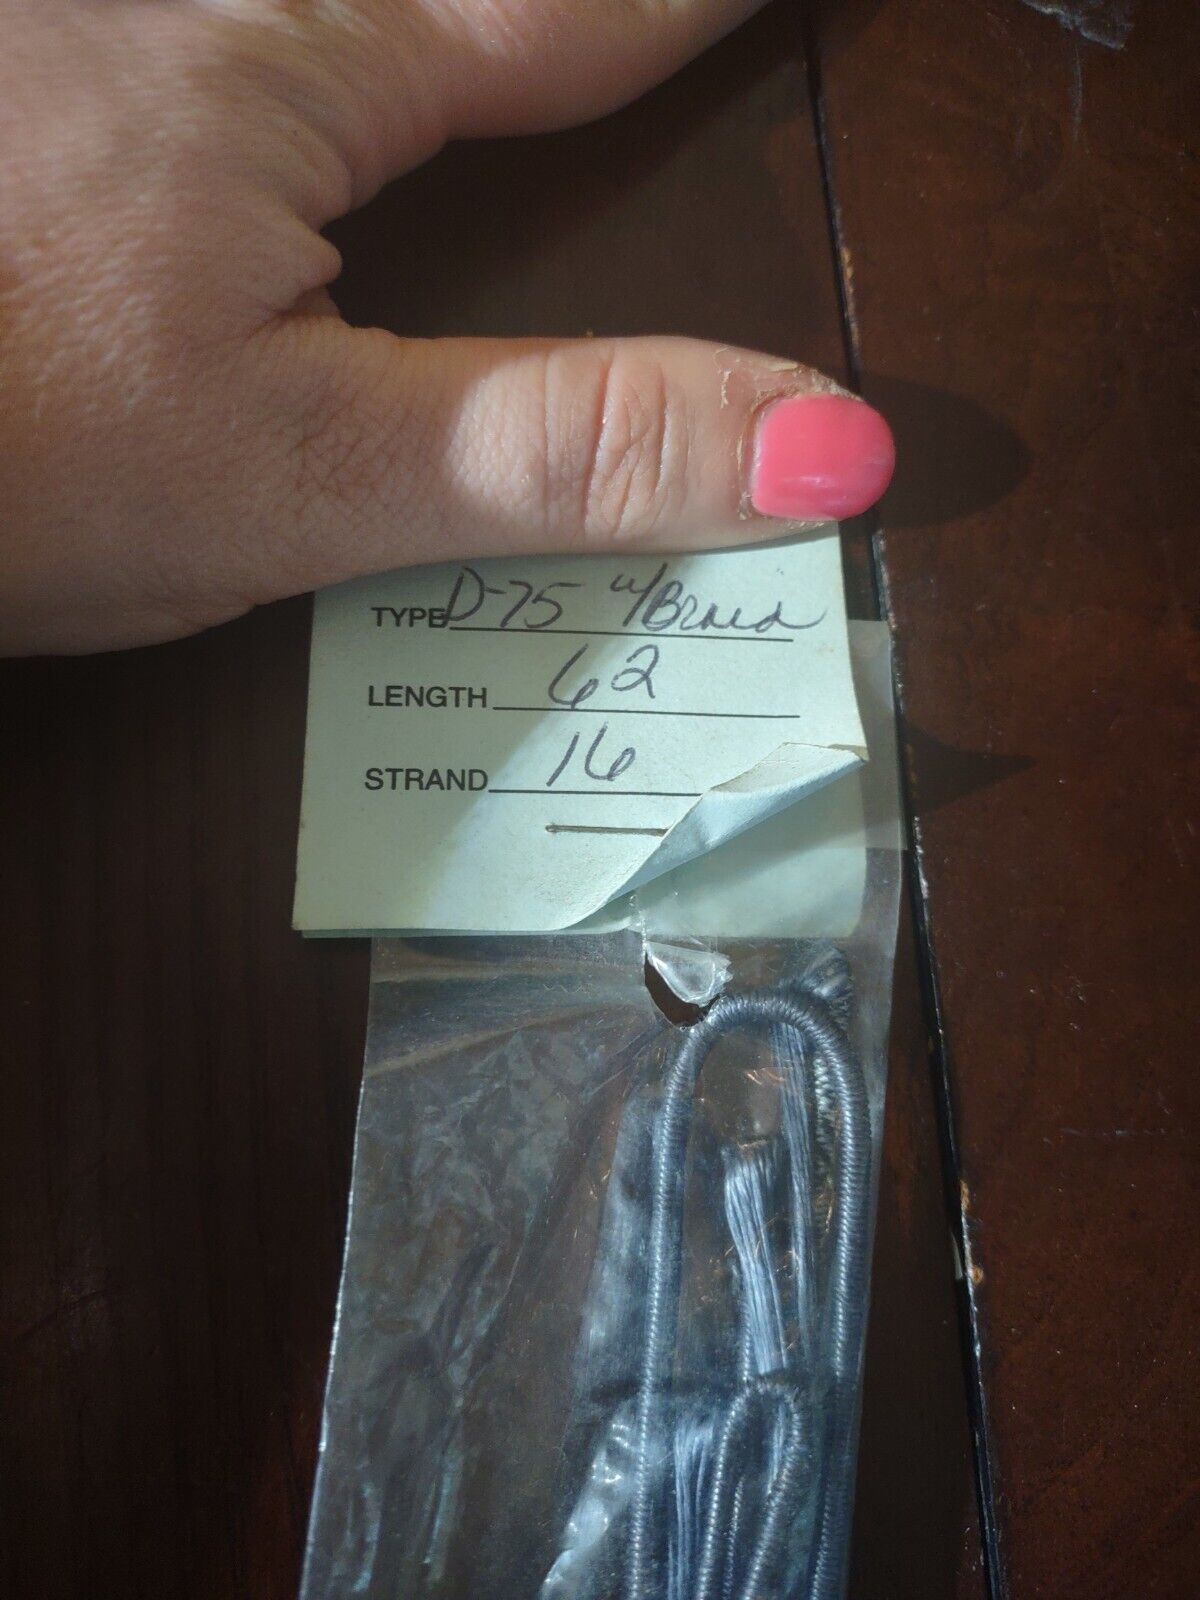 TYPE D-75 w/Braid
LENGTH 62
STRAND 16